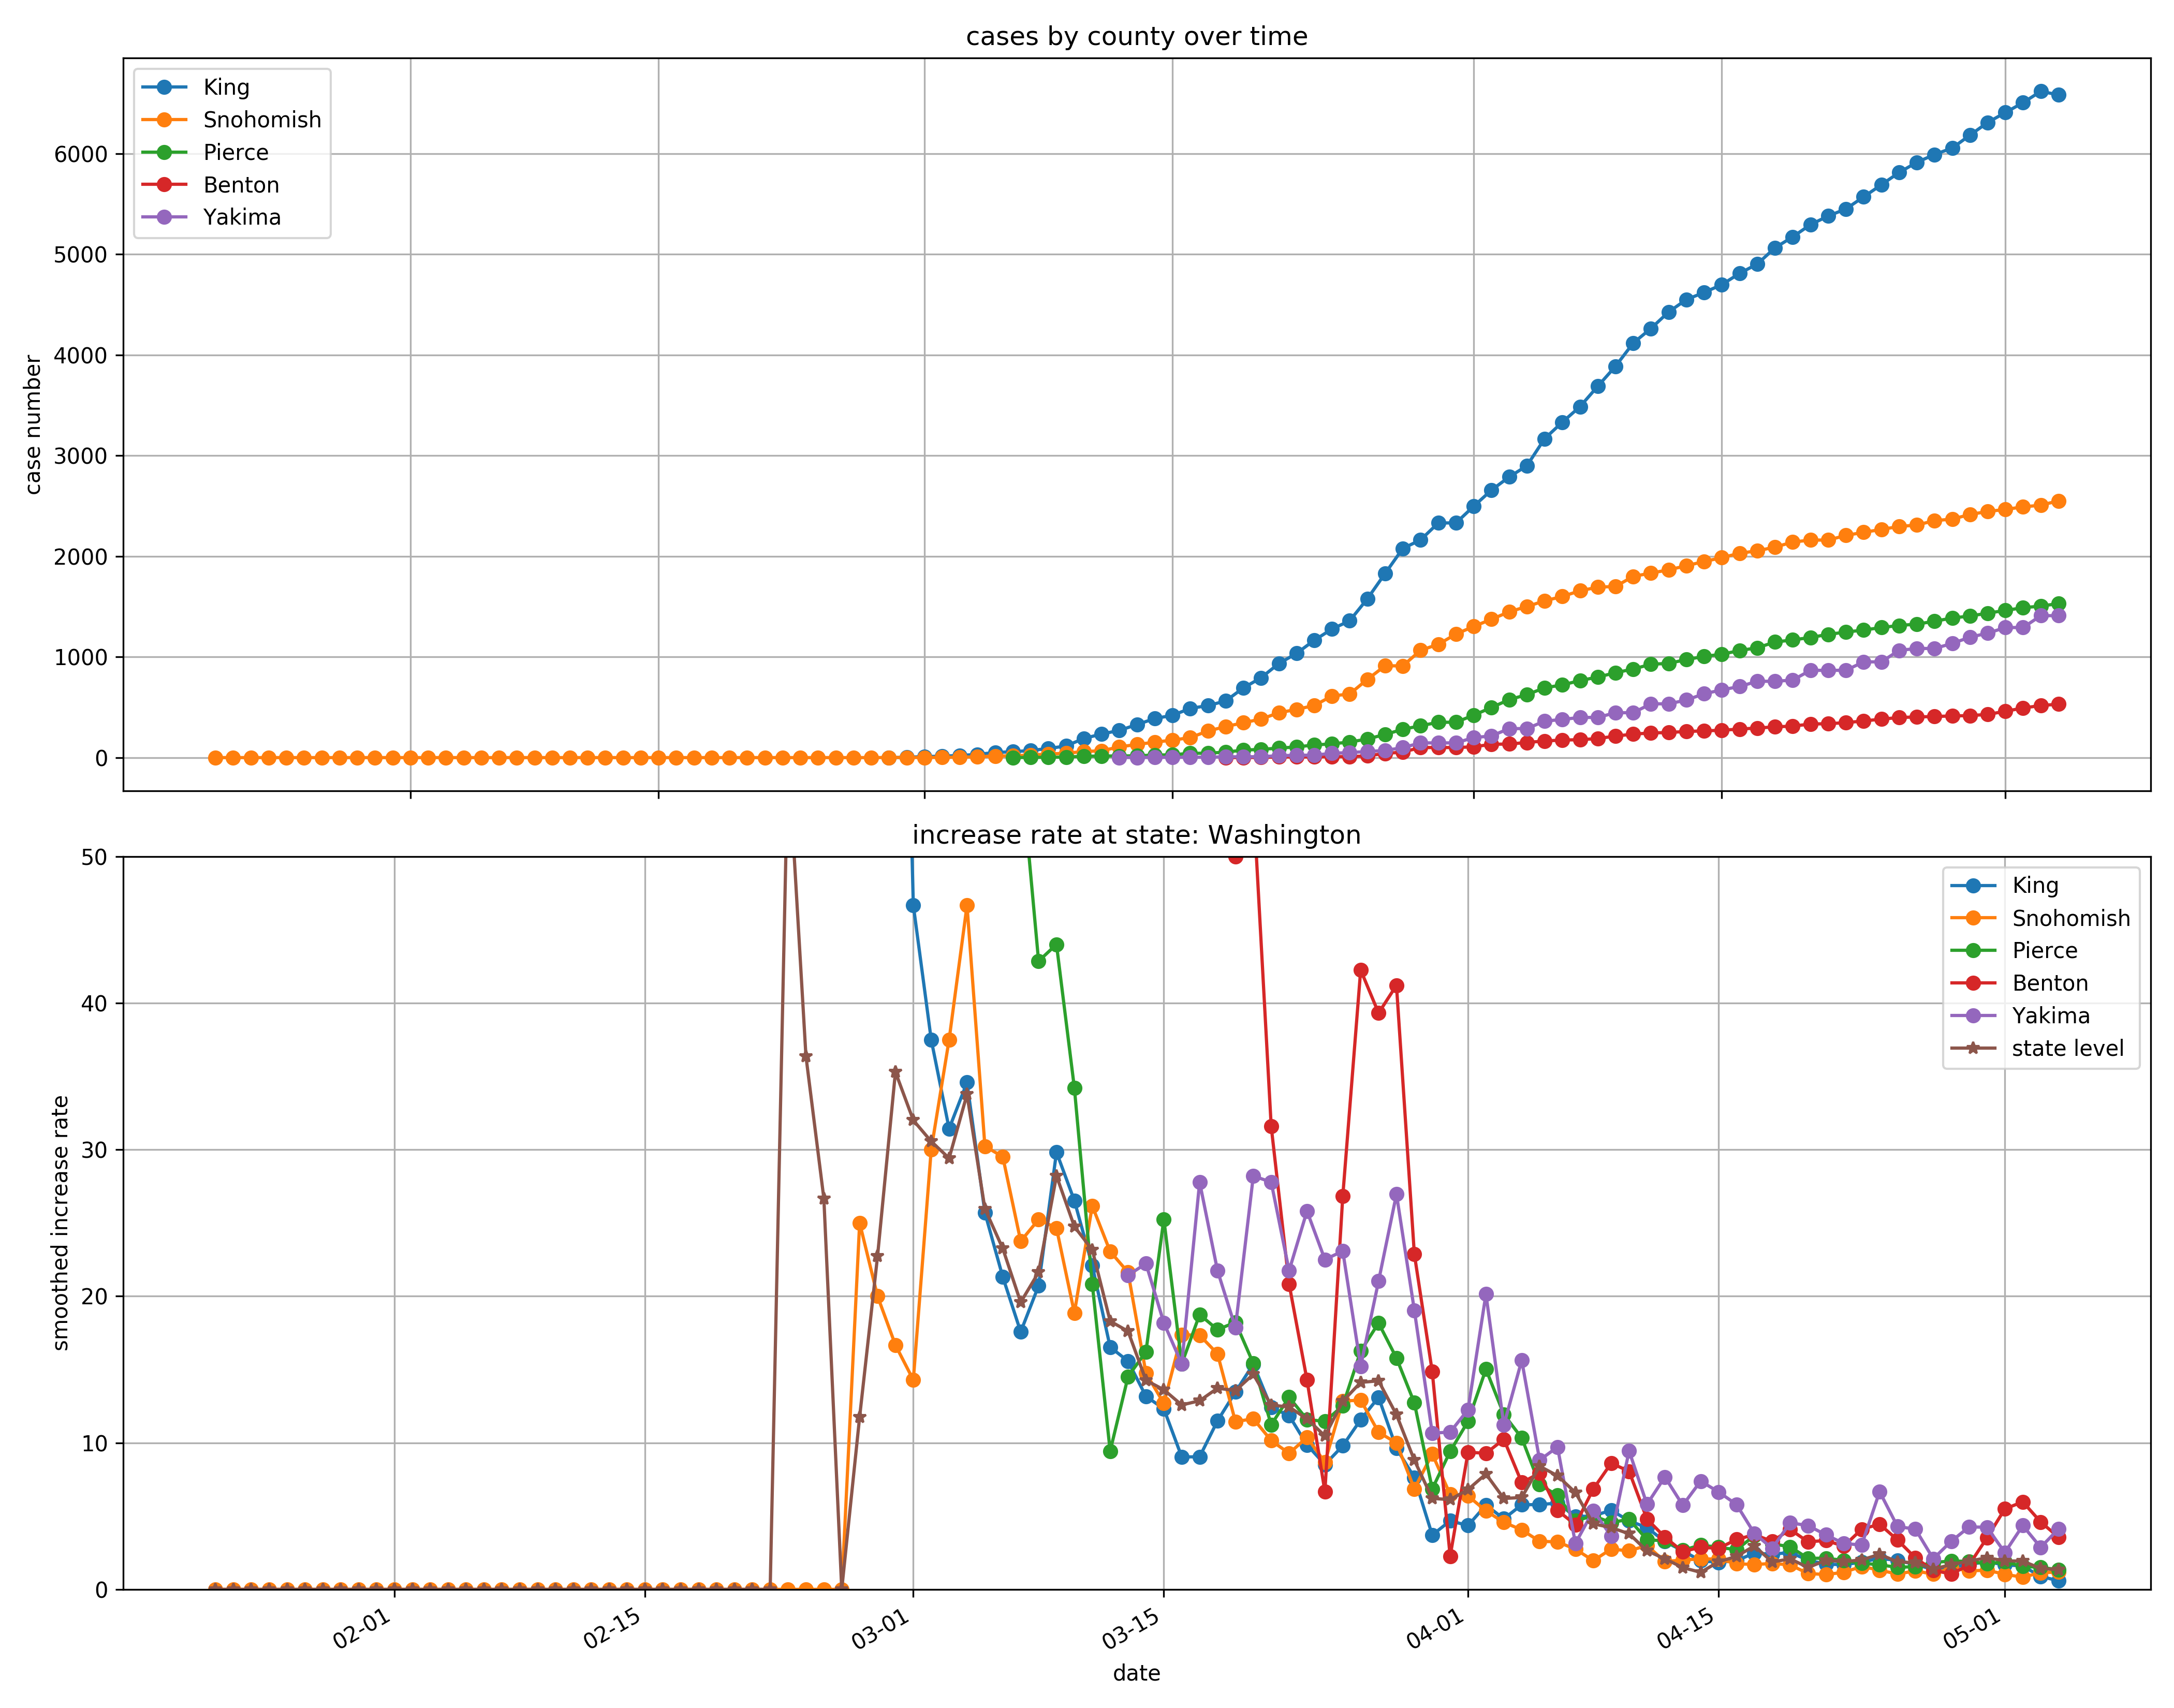 cases by county over time
King
Snohomish
Pierce
Benton
Yakima
case number
6000
5000
4000
3000
2000
1000
0
increase rate at state: Washington
King
Snohomish
Pierce
Benton
Yakima
state level
smoothed increase rate
50
40
30
20
10
0
02-01
02-15
03-01
03-15
04-01
04-15
05-01
date